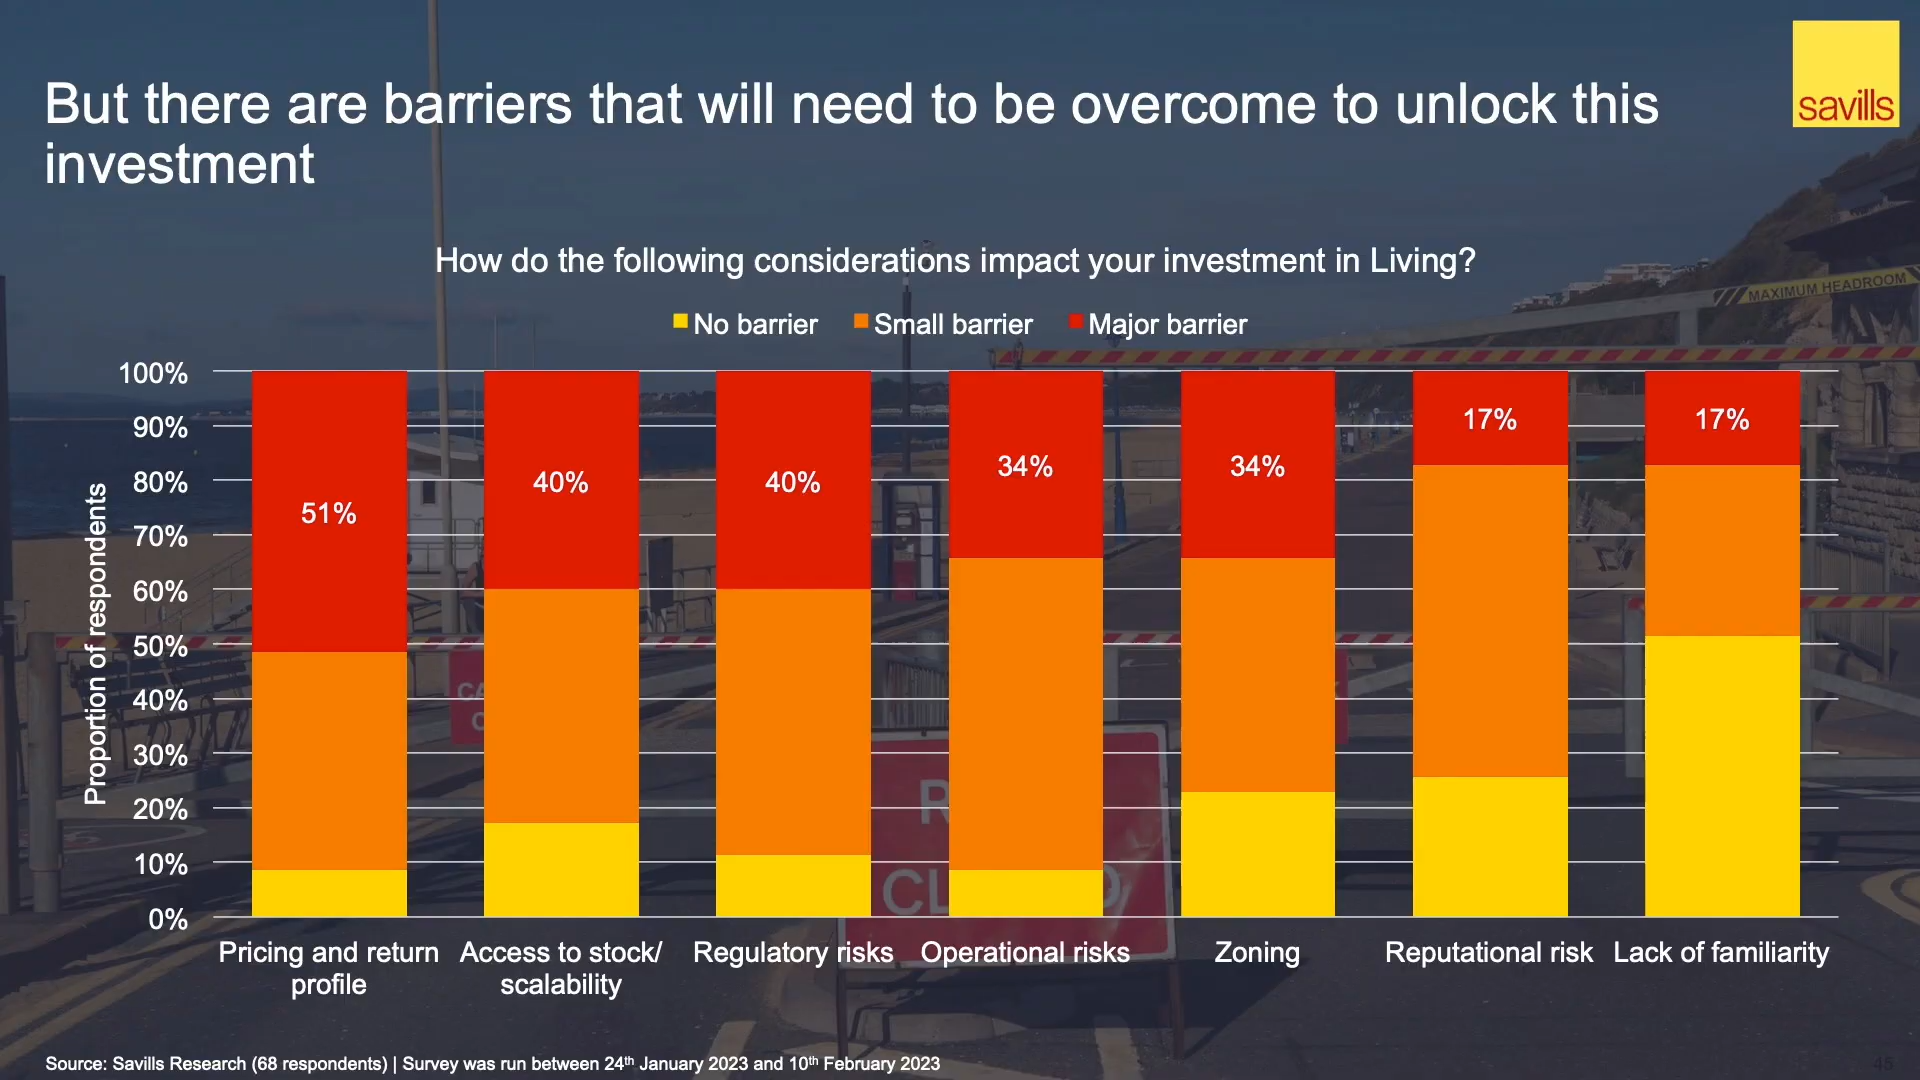 savills
But there are barriers that will need to be overcome to unlock this
investment
How do the following considerations impact your investment in Living?
No barrier Small barrier Major barrier
MAXIMUM HEADROOM
Proportion of respondents
100%
90%
80%
70%
60%
50%
40%
30%
20%
10%
0%
51%
40%
40%
34%
34%
17%
17%
Pricing and return
profile
Access to stock/
scalability
Regulatory risks
Operational risks
Zoning
Reputational risk
Lack of familiarity
Source: Savills Research (68 respondents) | Survey was run between 24th January 2023 and 10th February 2023
45